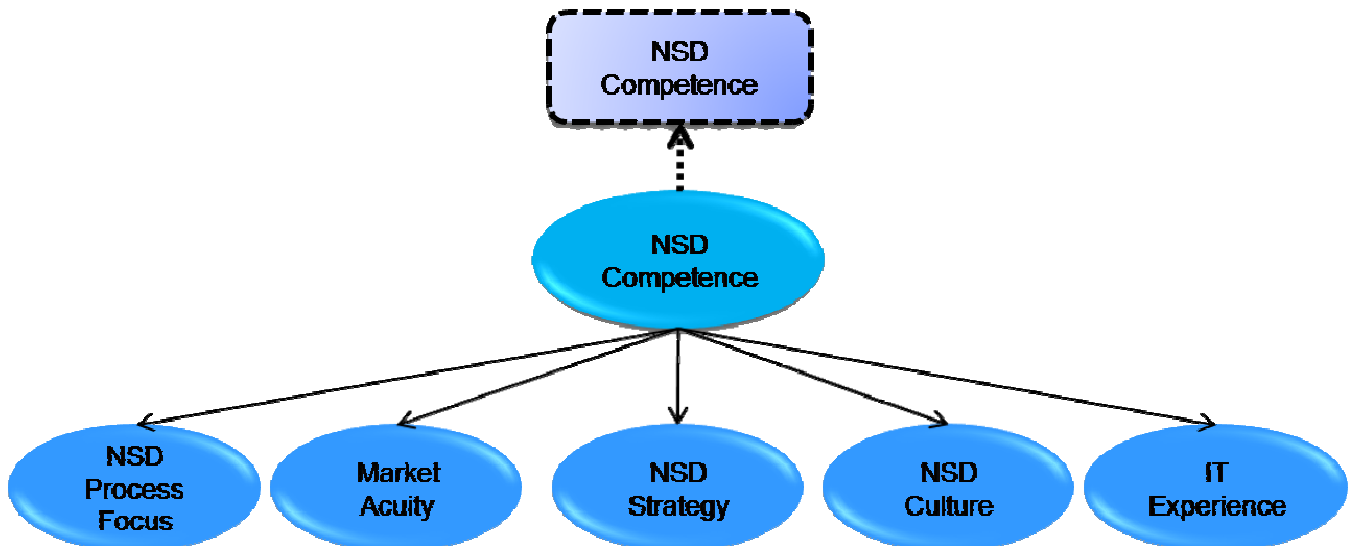 NSD
Competence
NSD
Competence
NSD
Process
Focus
Market
Acuity
NSD
Strategy
NSD
Culture
IT
Experience